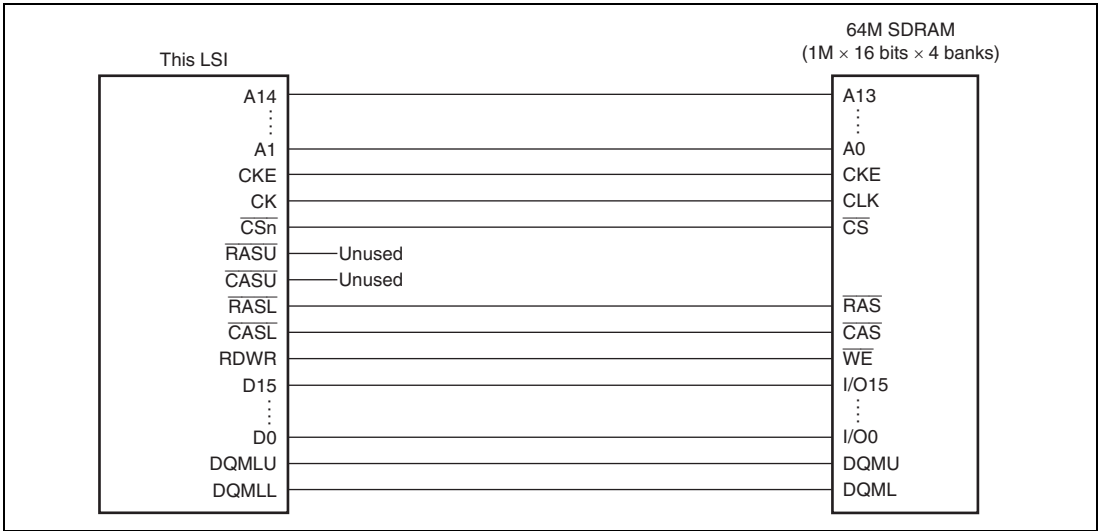 64M SDRAM
(1M × 16 bits × 4 banks)
This LSI
A14 A13
A1 A0
CKE CKE
CK CLK
CSn CS
RASU Unused
CASU Unused
RASL RAS
CASL CAS
RDWR WE
D15 I/O15
D0 I/O0
DQMLU DQMU
DQMLL DQML